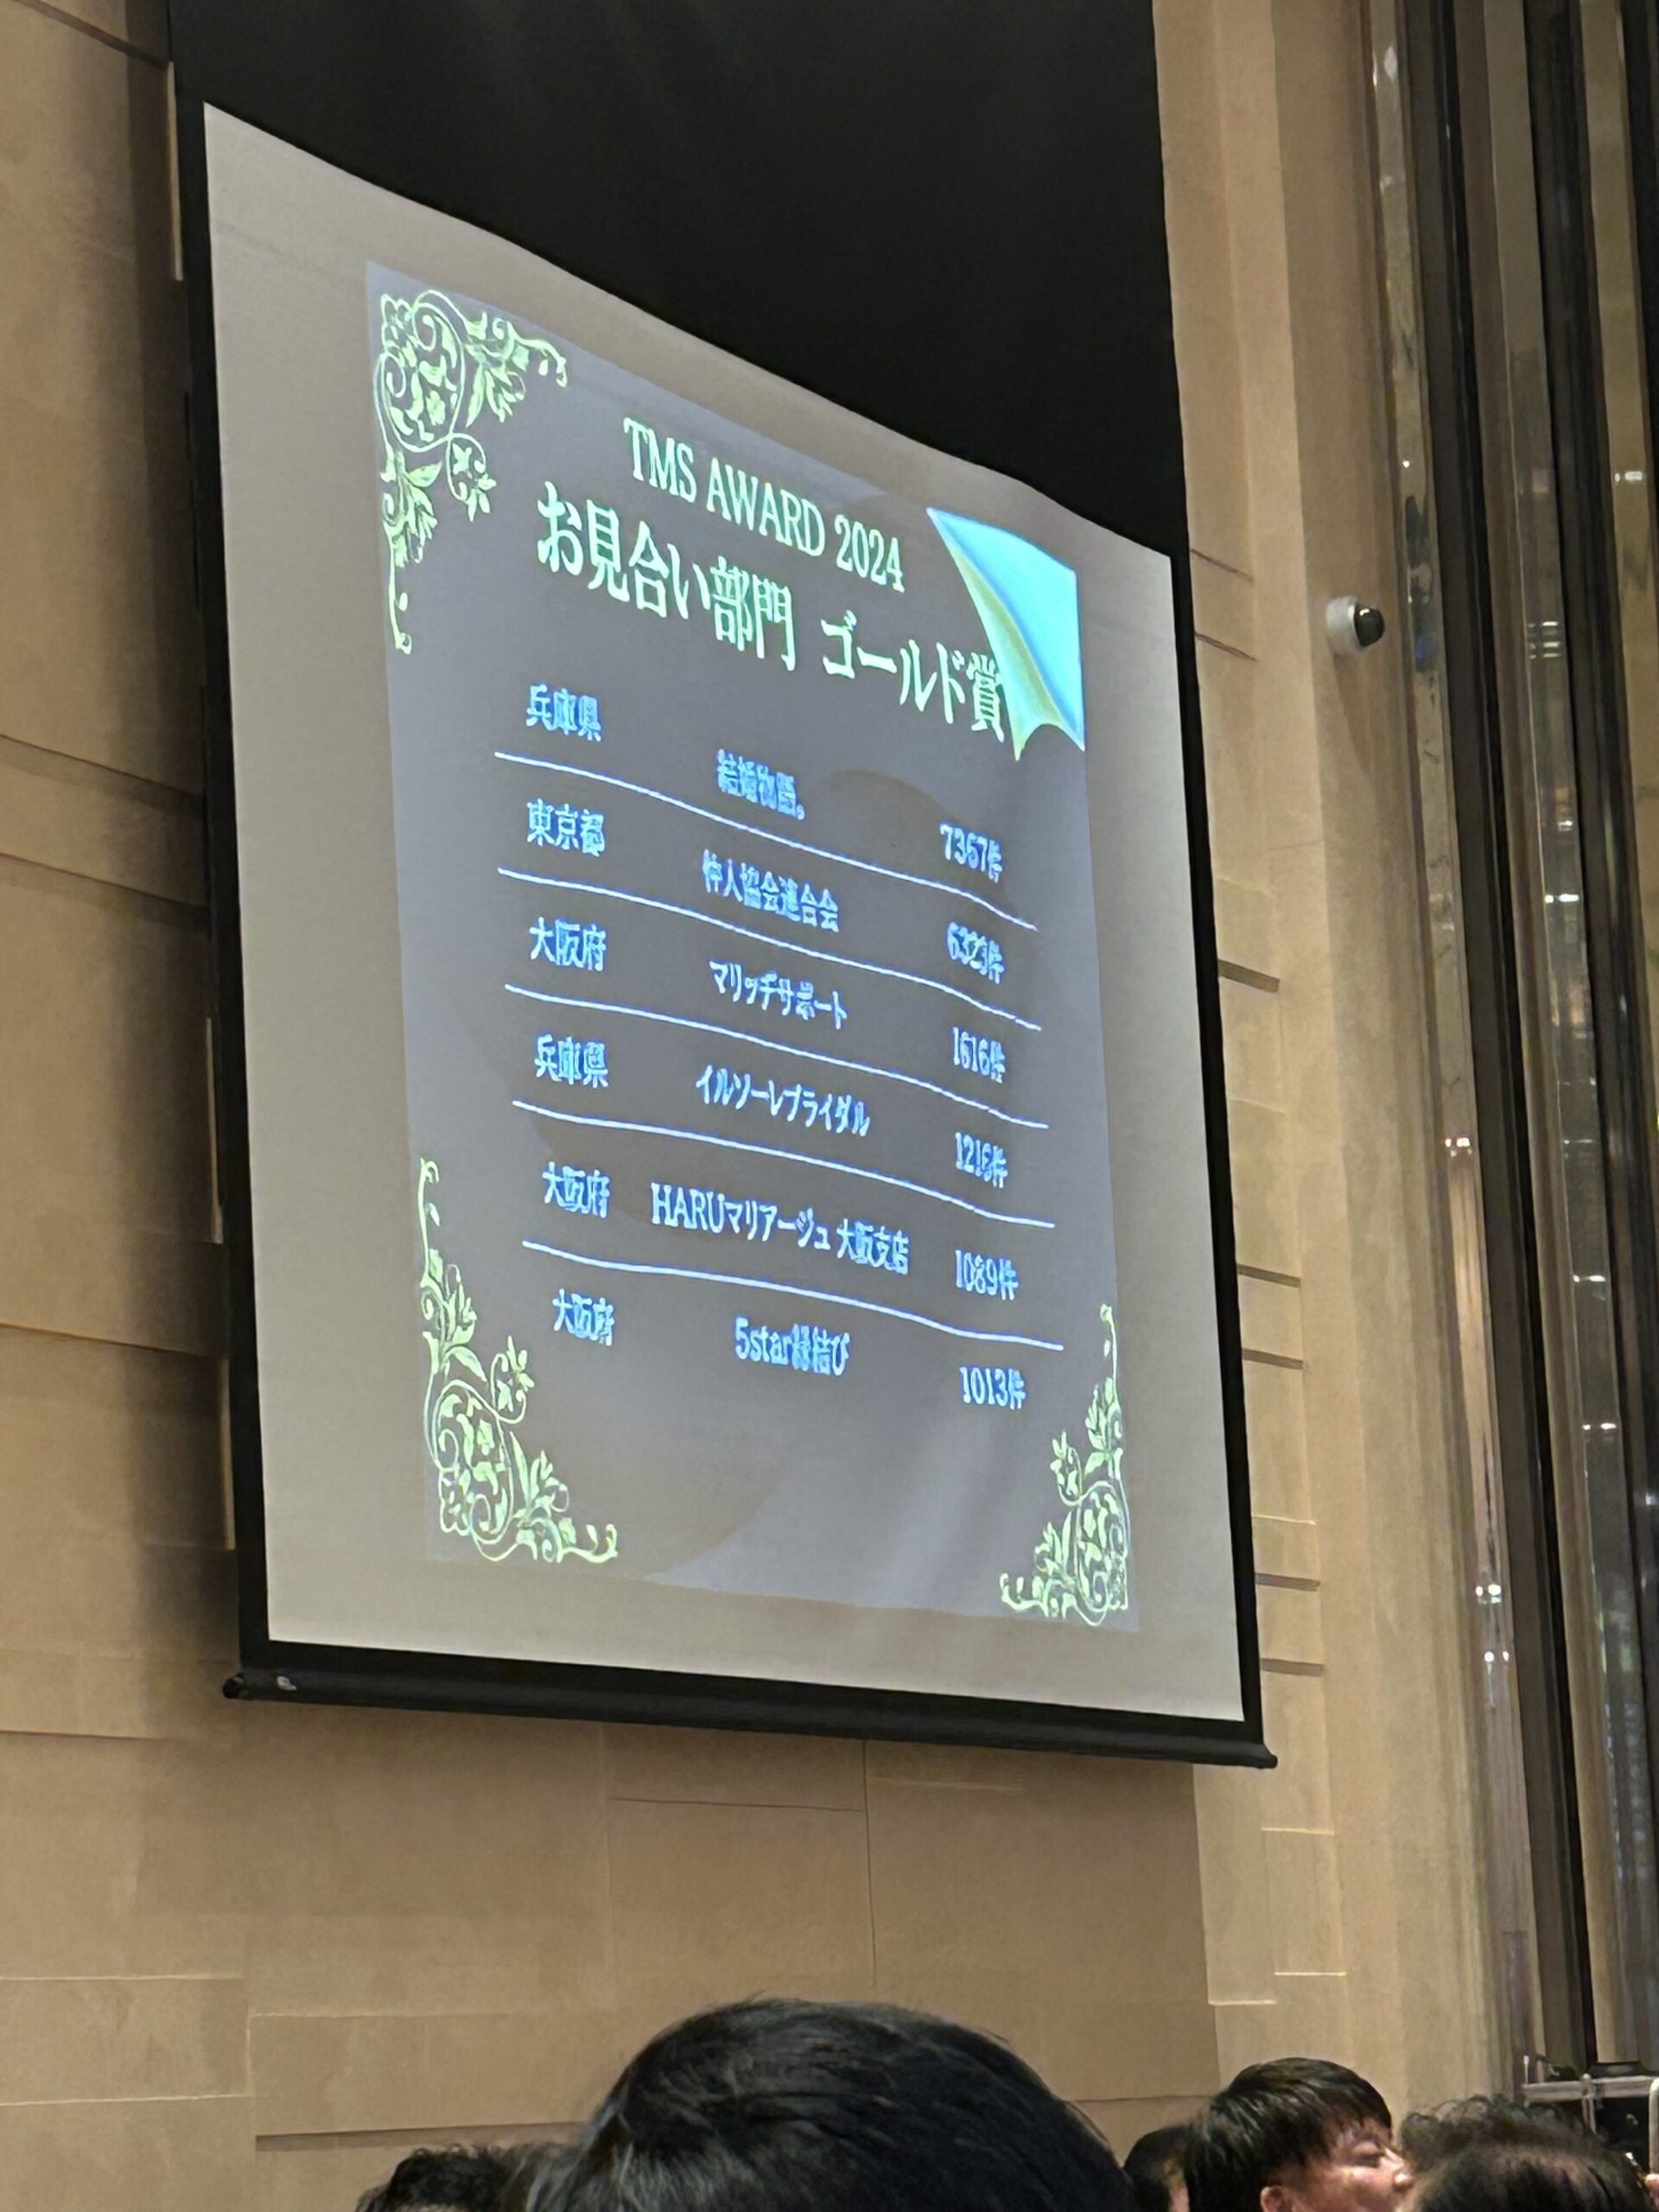 TMS AWARD 2024
お見合い部門 ゴールド賞
兵庫県 結婚物語。 7367件
東京都 仲人協会連合会 6323件
大阪府 マリッチサポート 1616件
兵庫県 イルソーレブライダル 1216件
大阪府 HARUマリアージュ 大阪支店 1089件
大阪府 5star縁結び 1013件